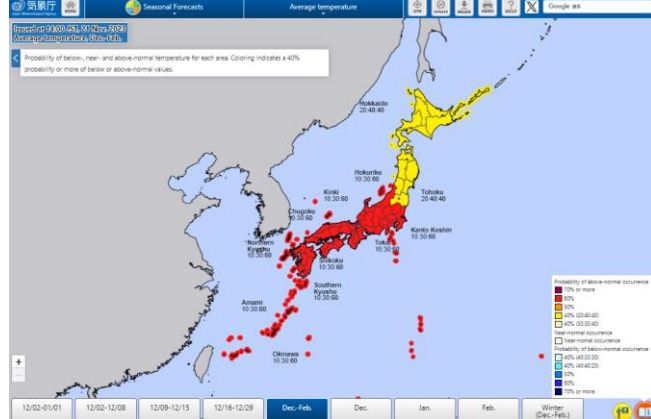 気象庁
HOME
Seasonal Forecasts
Average temperature
PRINT
HELP
Google
Issued at 14:00 JST, 21 Nov. 2023
Average temperature, Dec.-Feb.
Probability of below-, near- and above-normal temperature for each area. Coloring indicates a 40%
probability or more of below or above-normal values.
Hokkaido
20:40:40
Hokuriku
10:30:60
Tohoku
20:40:40
Kinki
10:30:60
Chugoku
10:30:60
Kanto Koshin
10:30:60
Tokai
10:30:60
Northern
Kyushu
10:30:60
Shikoku
10:30:60
Southern
Kyushu
10:30:60
Amami
10:30:60
Okinawa
10:30:60
Probability of above-normal occurrence
70% or more
60%
50%
40% (20:40:40)
40% (30:30:40)
Near-normal occurrence
Near-normal occurrence
Probability of below-normal occurrence
40% (40:30:30)
40% (40:40:20)
50%
60%
70% or more
+
−
12/02-01/01
12/02-12/08
12/09-12/15
12/16-12/29
Dec.-Feb.
Dec.
Jan.
Feb.
Winter
(Dec.-Feb.)